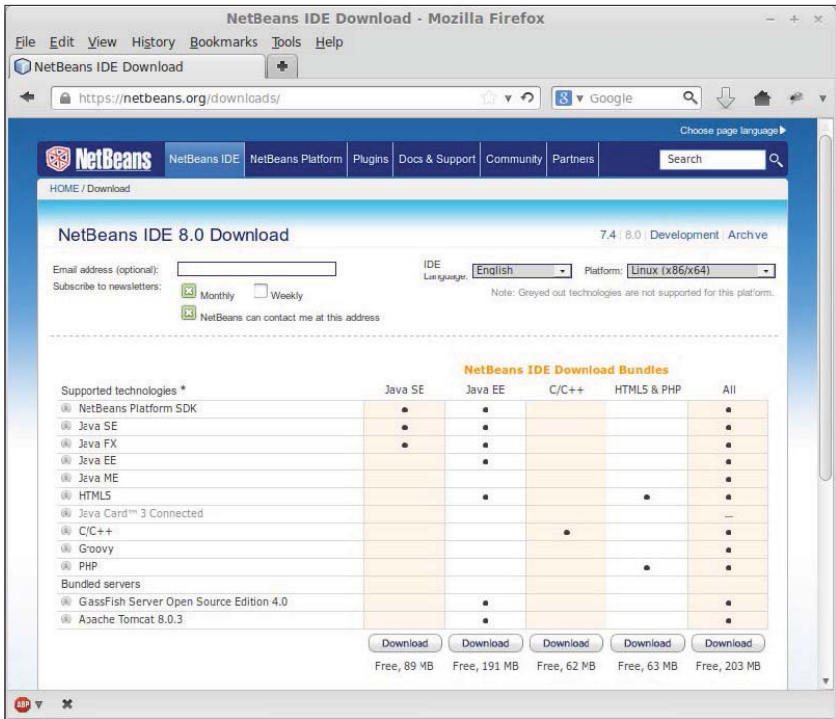 NetBeans IDE Download - Mozilla Firefox
File Edit View History Bookmarks Tools Help
NetBeans IDE Download
https://netbeans.org/downloads/
Google
Choose page language
NetBeans
NetBeans IDE NetBeans Platform Plugins Docs & Support Community Partners Search
HOME / Download
NetBeans IDE 8.0 Download
7.4 8.0 Development Archive
Email address (optional):
IDE Language: English Platform: Linux (x86/x64)
Subscribe to newsletters: Monthly Weekly
Note: Greyed out technologies are not supported for this platform.
NetBeans can contact me at this address
NetBeans IDE Download Bundles
Supported technologies * Java SE Java EE C/C++ HTML5 & PHP All
NetBeans Platform SDK
Java SE
Java FX
Java EE
Java ME
HTML5
Java Card™ 3 Connected
C/C++
Groovy
PHP
Bundled servers
GlassFish Server Open Source Edition 4.0
Apache Tomcat 8.0.3
Download Download Download Download Download
Free, 89 MB Free, 191 MB Free, 62 MB Free, 63 MB Free, 203 MB
ABP